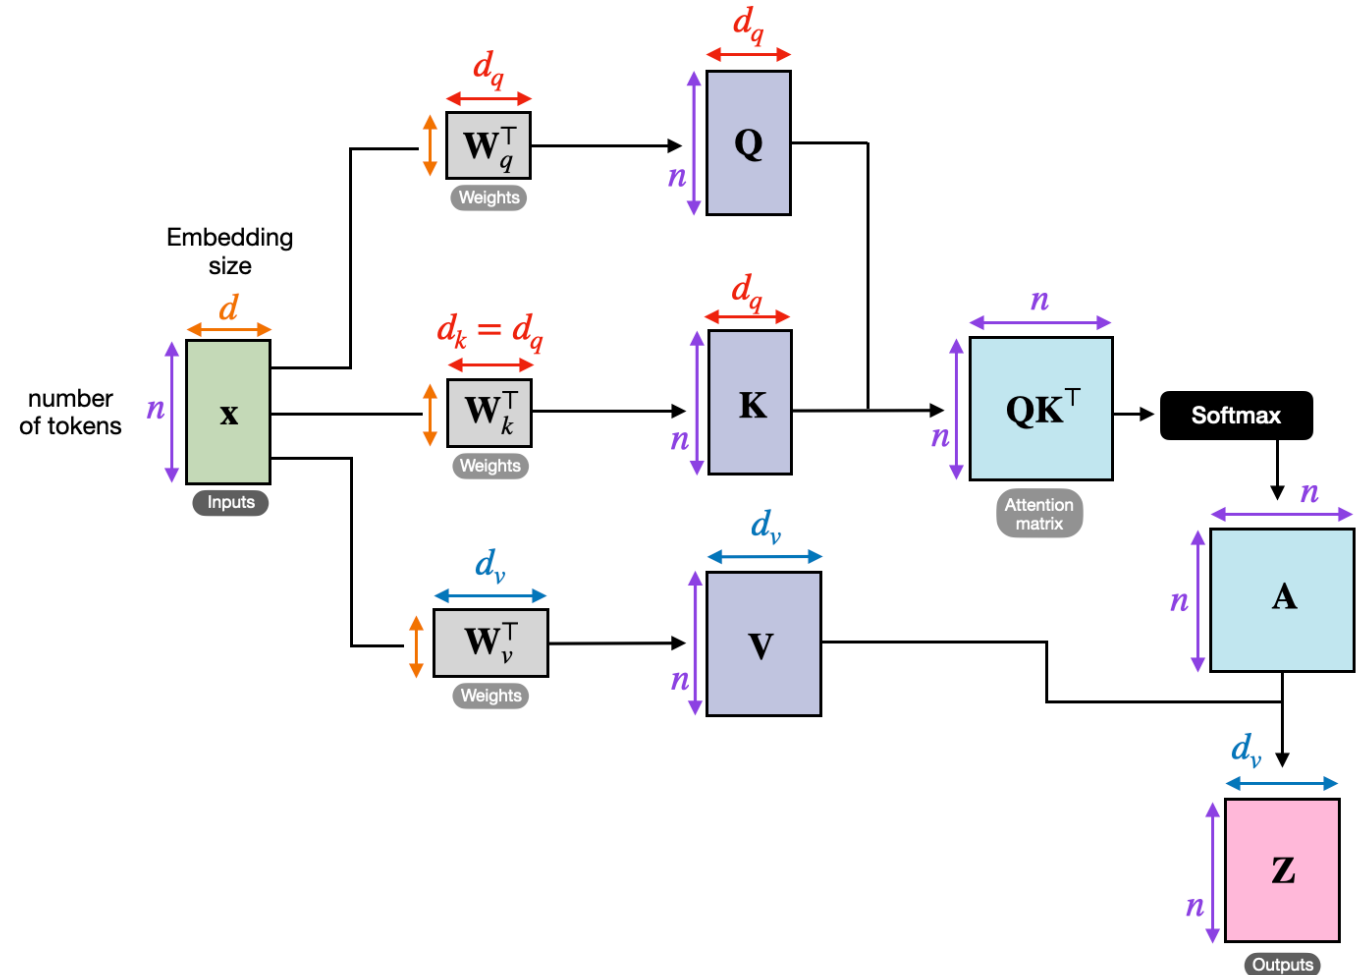 d_q
d_q
W_q^⊤
Q
Weights
n
Embedding
size
d_q
d
d_k = d_q
n
number
of tokens
n
x
W_k^⊤
K
QK^⊤
Softmax
n
n
Weights
Inputs
Attention
matrix
n
d_v
d_v
W_v^⊤
V
n
A
n
Weights
d_v
Z
n
Outputs